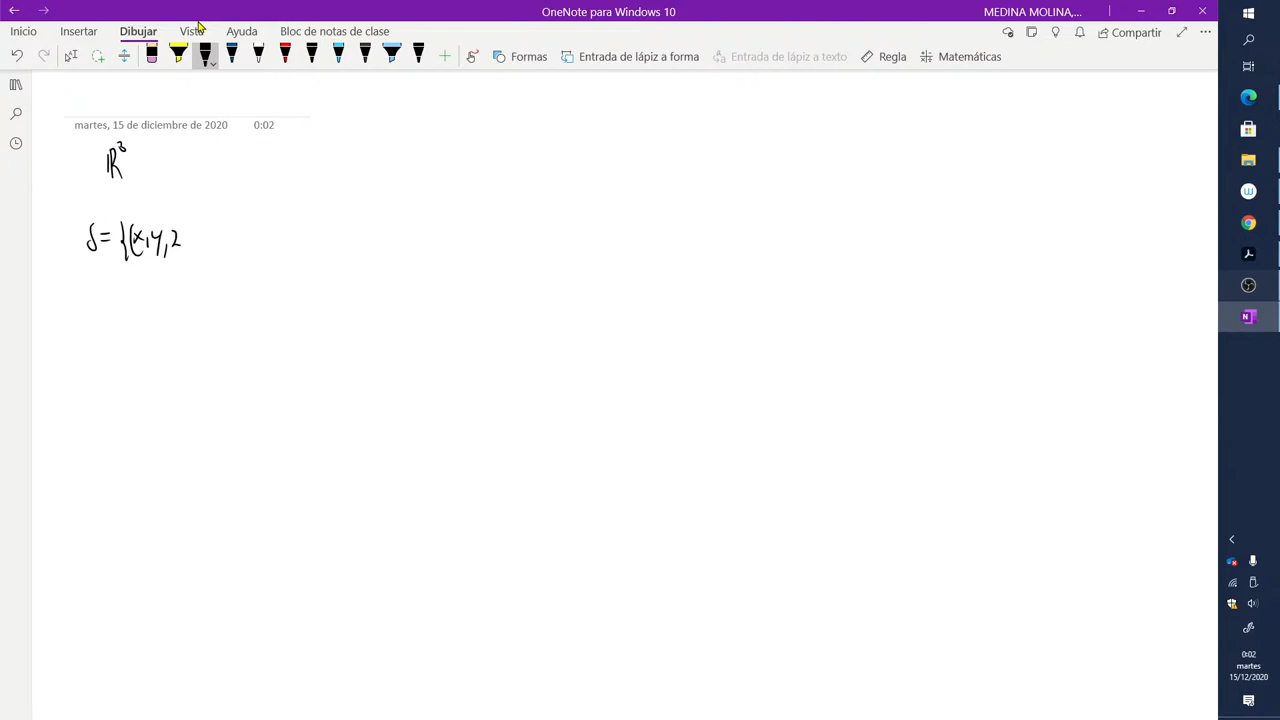 OneNote para Windows 10
MEDINA MOLINA,...
Inicio
Insertar
Dibujar
Vista
Ayuda
Bloc de notas de clase
Compartir
Formas
Entrada de lápiz a forma
Entrada de lápiz a texto
Regla
Matemáticas
martes, 15 de diciembre de 2020 0:02
ℝ³
S = {(x, y, z
0:02
martes
15/12/2020